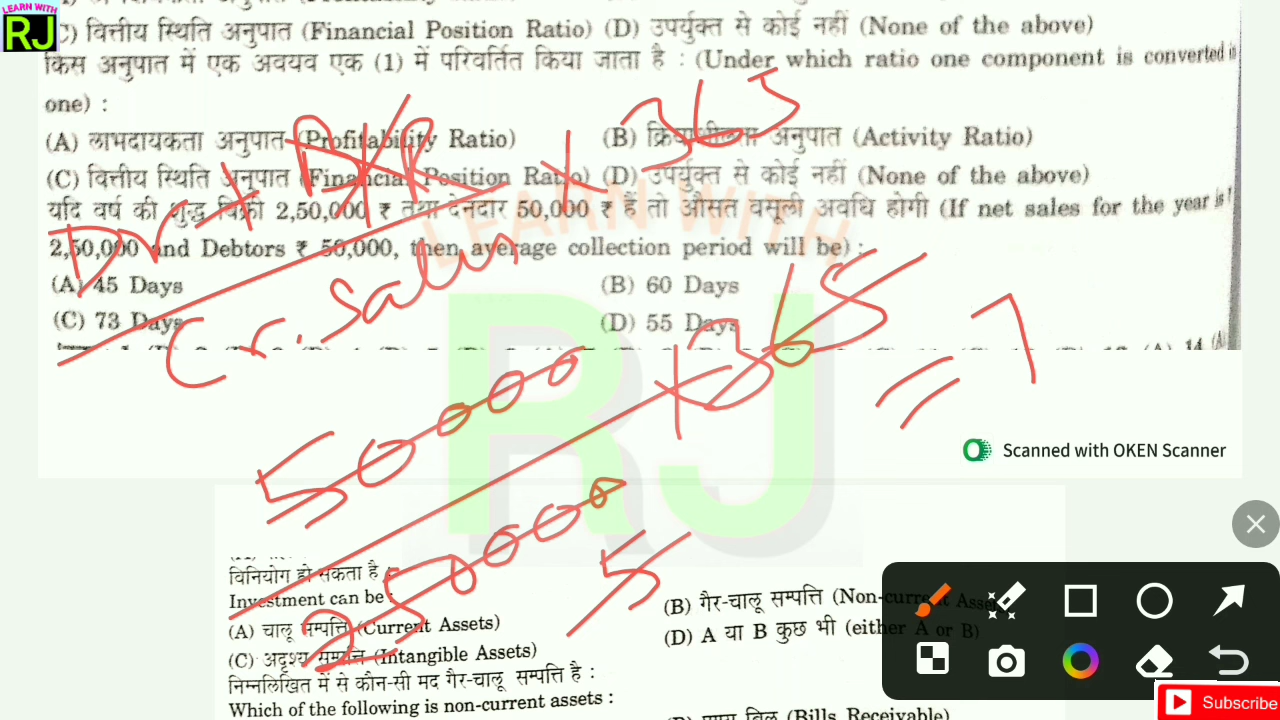 LEARN WITH
RJ
C) वित्तीय स्थिति अनुपात (Financial Position Ratio) (D) उपर्युक्त से कोई नहीं (None of the above)
किस अनुपात में एक अवयव एक (1) में परिवर्तित किया जाता है : (Under which ratio one component is converted
one) :
(A) लाभदायकता अनुपात (Profitability Ratio) (B) क्रियाशीलता अनुपात (Activity Ratio)
(C) वित्तीय स्थिति अनुपात (Financial Position Ratio) (D) उपर्युक्त से कोई नहीं (None of the above)
यदि वर्ष की शुद्ध बिक्री 2,50,000 ₹ तथा देनदार 50,000 ₹ है तो औसत वसूली अवधि होगी (If net sales for the year is
2,50,000 and Debtors ₹ 50,000, then average collection period will be) :
(A) 45 Days (B) 60 Days
(C) 73 Days (D) 55 Days
Dr + B/R × 365
Cr. Sales
50000 × 365 = 7
250000
5
LEARN WITH
RJ
Scanned with OKEN Scanner
विनियोग हो सकता है :
Investment can be :
(A) चालू सम्पत्ति (Current Assets) (B) गैर-चालू सम्पत्ति (Non-current Asse
(C) अदृश्य सम्पत्ति (Intangible Assets) (D) A या B कुछ भी (either A or B)
निम्नलिखित में से कौन-सी मद गैर-चालू सम्पत्ति है :
Which of the following is non-current assets :
(Bills Receivable)
Subscribe